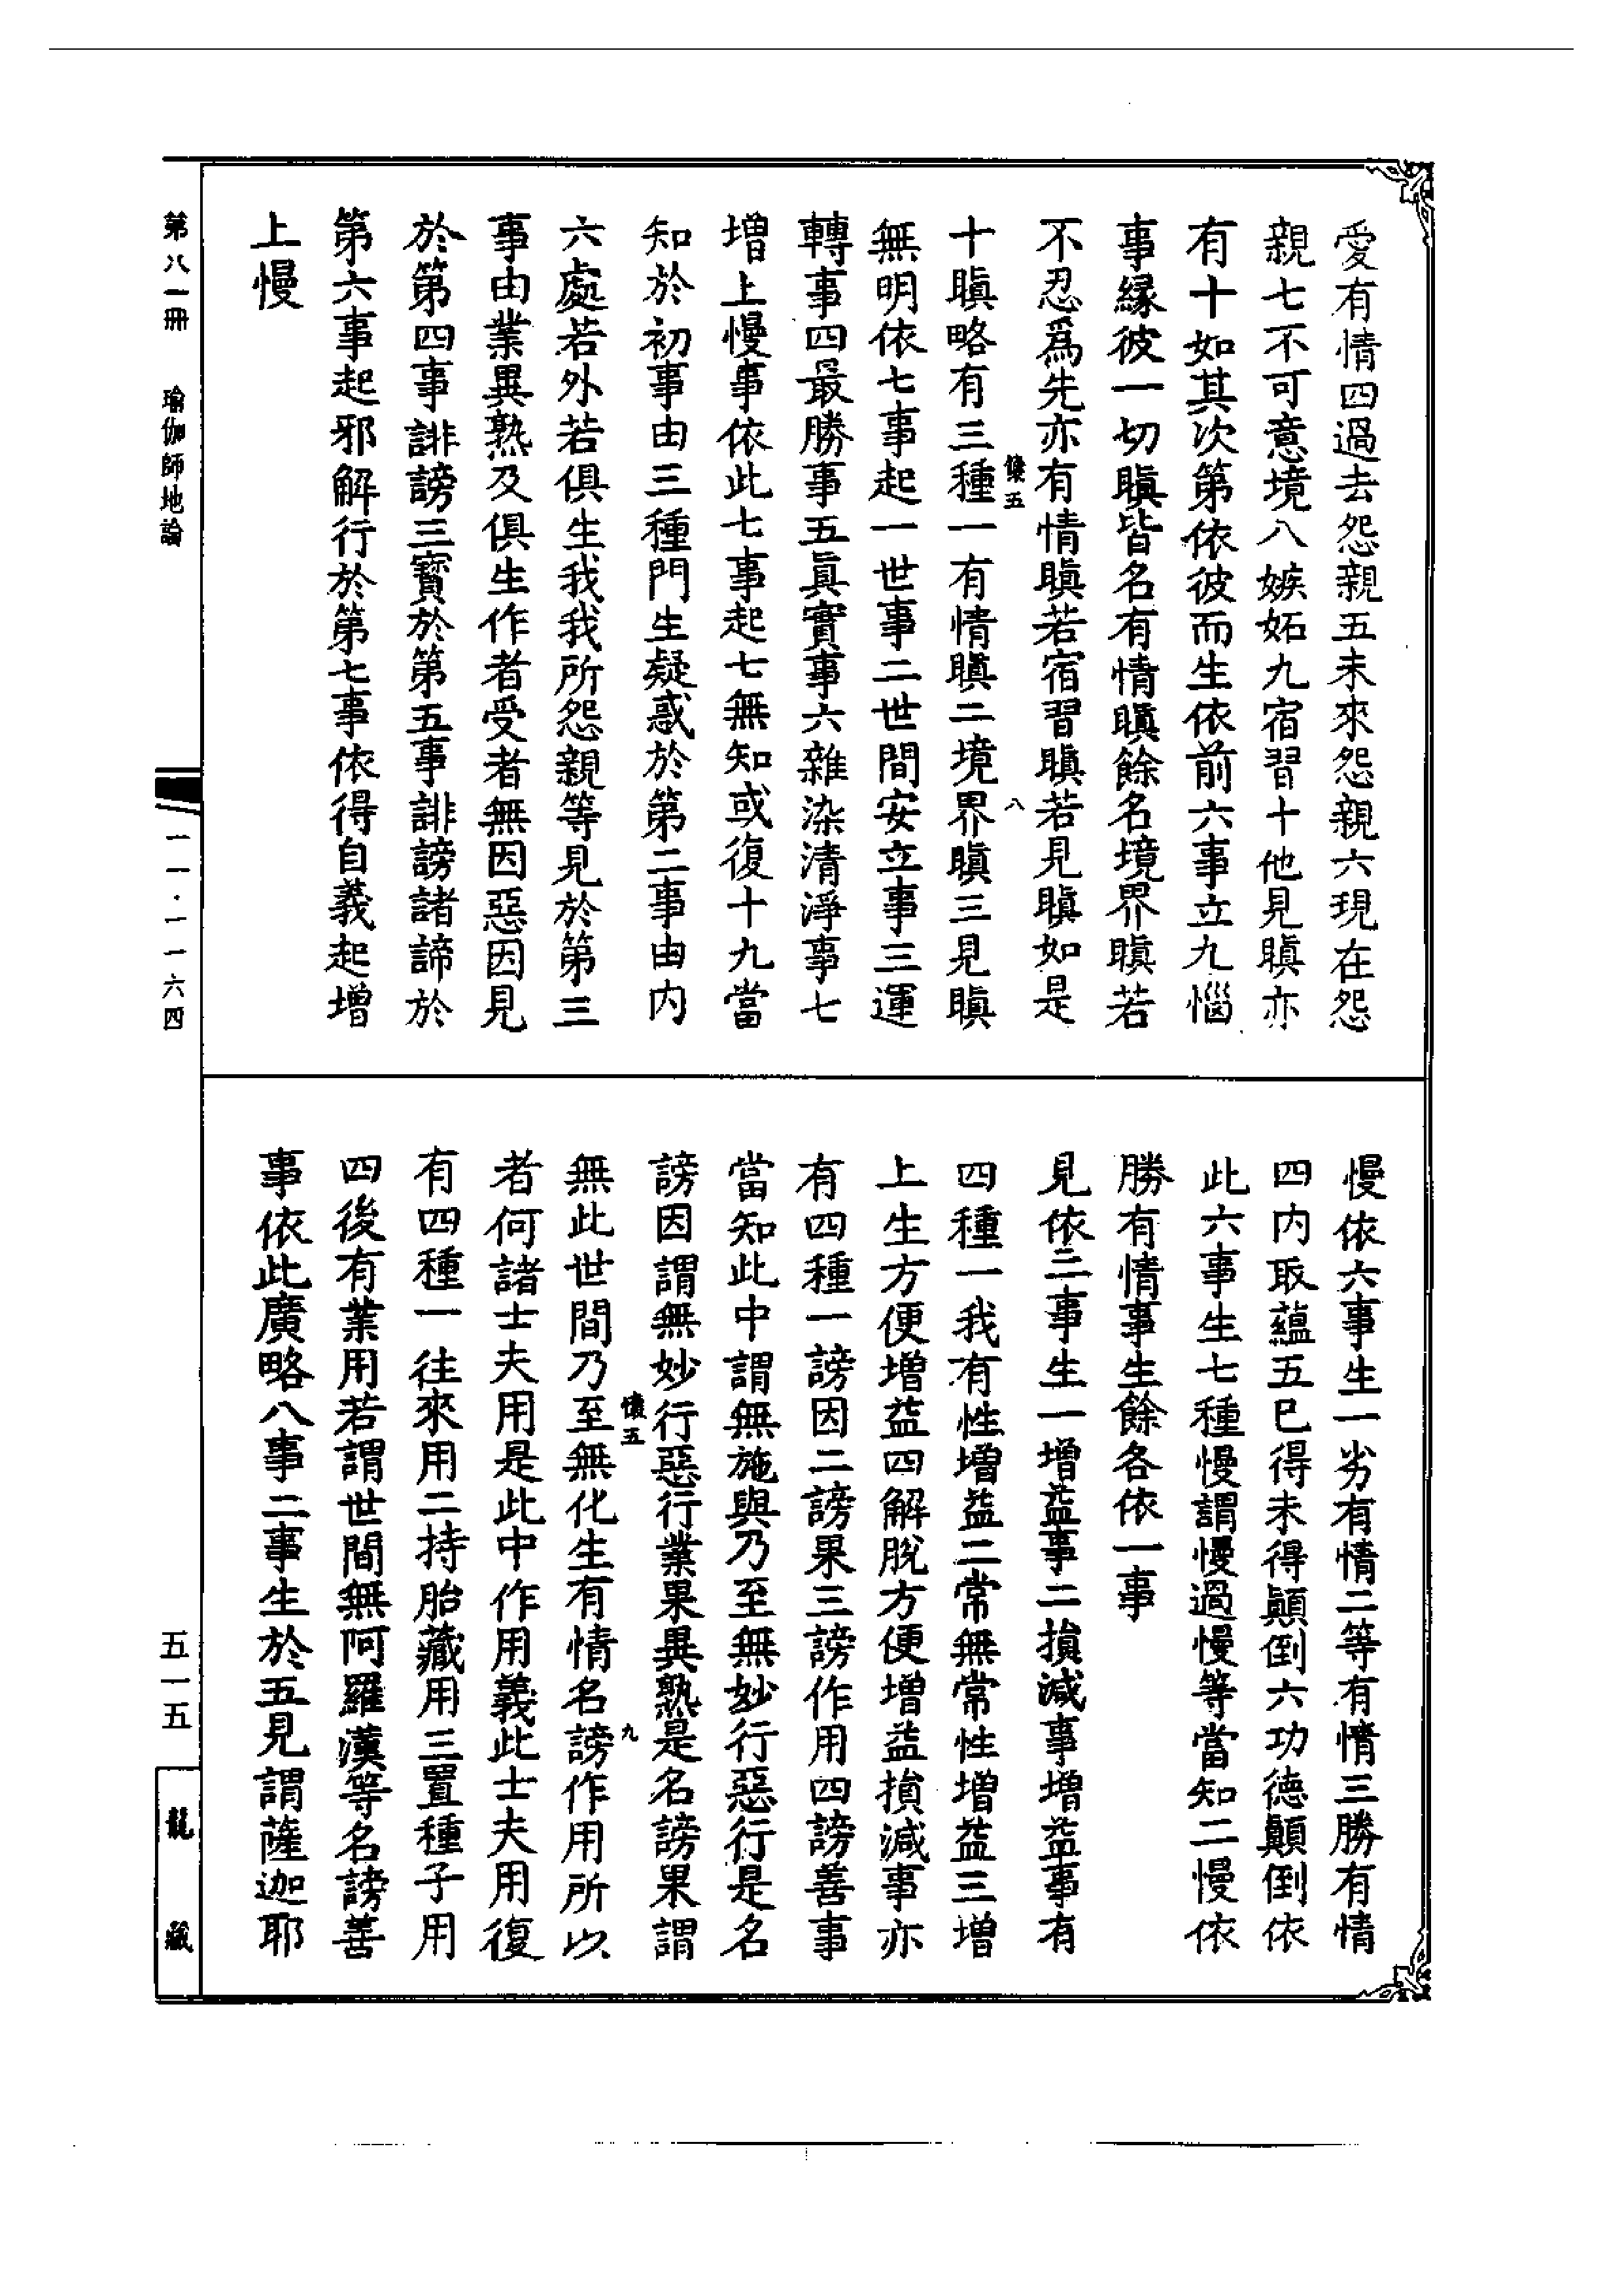 愛有情四過去怨親五未來怨親六現在怨
親七不可意境八嫉妬九宿習十他見瞋亦
有十如其次第依彼而生依前六事立九惱
事緣彼一切瞋皆名有情瞋餘名境界瞋若
不忍爲先亦有情瞋若宿習瞋若見瞋如是
十瞋略有三種一有情瞋二境界瞋三見瞋
無明依七事起一世事二世間安立事三運
轉事四最勝事五眞實事六雜染清淨事七
增上慢事依此七事起七無知或復十九當
知於初事由三種門生疑惑於第二事由内
六處若外若俱生我我所怨親等見於第三
事由業異熟及俱生作者受者無因惡因見
於第四事誹謗三寶於第五事誹謗諸諦於
第六事起邪解行於第七事依得自義起增
上慢
慢依六事生一劣有情二等有情三勝有情
四内取蘊五已得未得顚倒六功德顚倒依
此六事生七種慢謂慢過慢等當知二慢依
勝有情事生餘各依一事
見依二事生一增益事二損減事增益事有
四種一我有性增益二常無常性增益三增
上生方便增益四解脫方便增益損減事亦
有四種一謗因二謗果三謗作用四謗善事
當知此中謂無施與乃至無妙行惡行是名
謗因謂無妙行惡行業果異熟是名謗果謂
無此世間乃至無化生有情名謗作用所以
者何諸士夫用是此中作用義此士夫用復
有四種一往來用二持胎藏用三置種子用
四後有業用若謂世間無阿羅漢等名謗善
事依此廣略八事二事生於五見謂薩迦耶
第八一冊 瑜伽師地論
一一·一一六四
五一五
龍藏
五
八
五
九